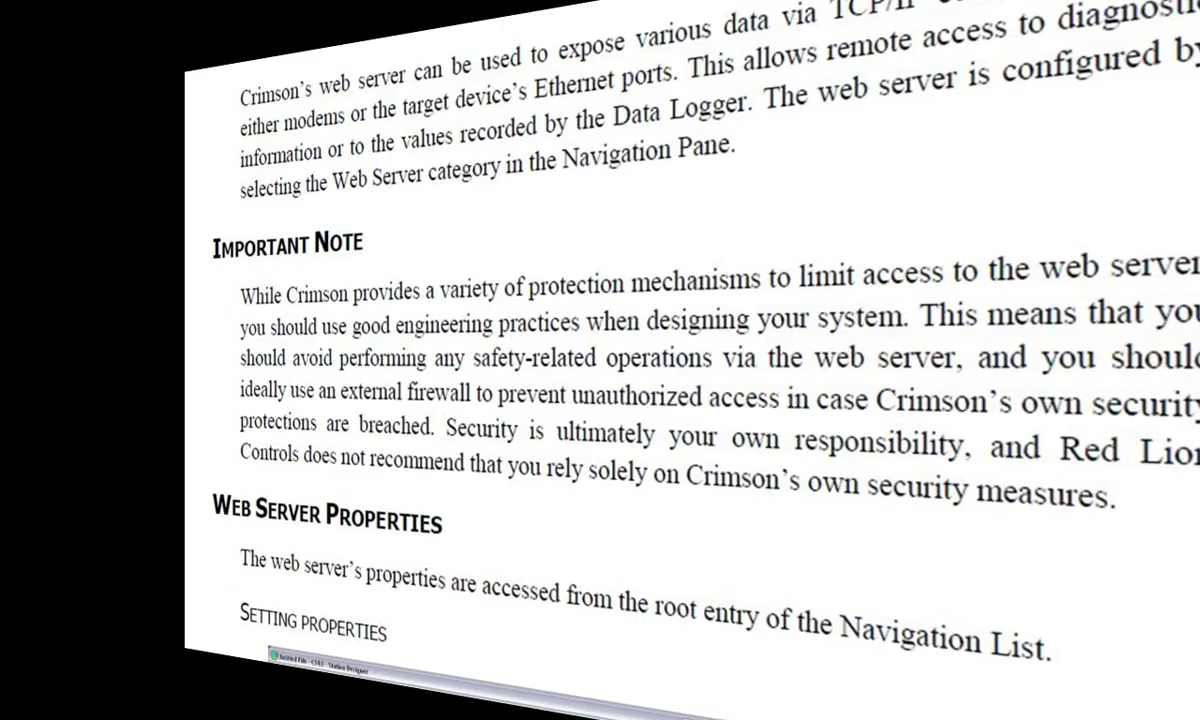 Crimson's web server can be used to expose various data via
either modems or the target device's Ethernet ports. This allows remote access to
information or to the values recorded by the Data Logger. The web server is configured by
selecting the Web Server category in the Navigation Pane.
IMPORTANT NOTE
While Crimson provides a variety of protection mechanisms to limit access to the web server
you should use good engineering practices when designing your system. This means that you
should avoid performing any safety-related operations via the web server, and you should
ideally use an external firewall to prevent unauthorized access in case Crimson's own security
protections are breached. Security is ultimately your own responsibility, and Red Lion
Controls does not recommend that you rely solely on Crimson's own security measures.
WEB SERVER PROPERTIES
The web server's properties are accessed from the root entry of the Navigation List.
SETTING PROPERTIES